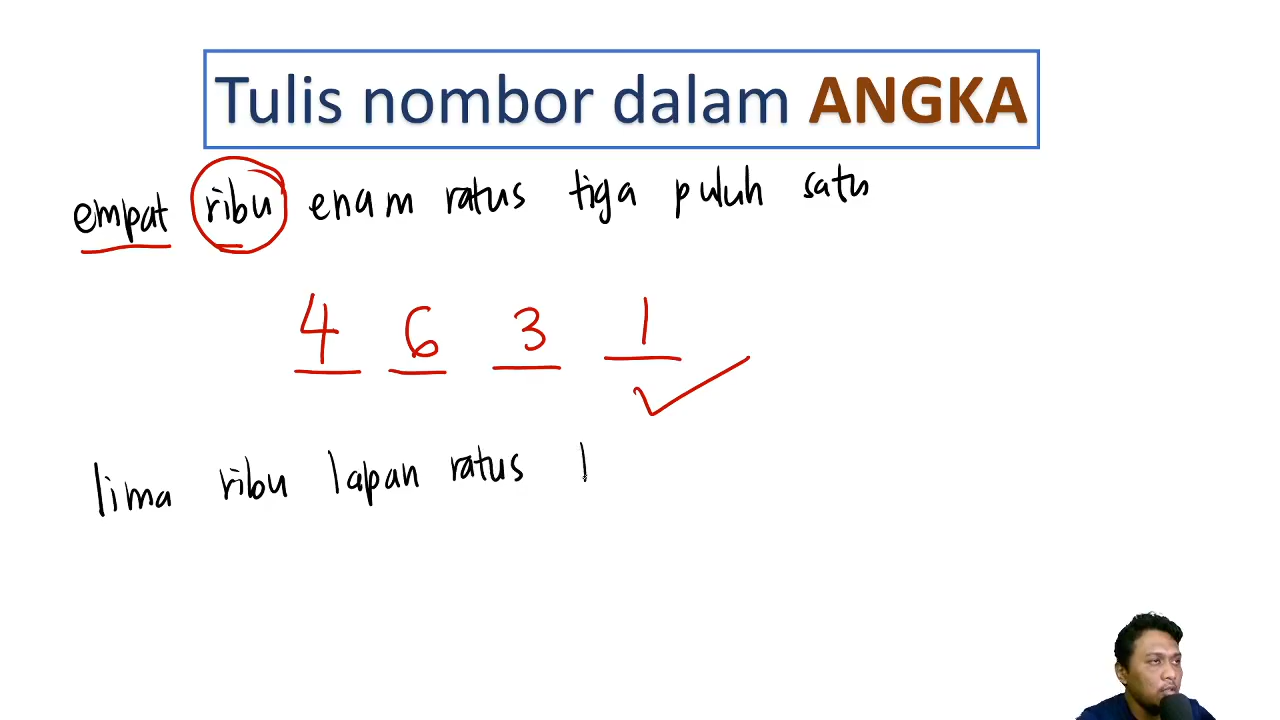 Tulis nombor dalam ANGKA
empat ribu enam ratus tiga puluh satu
4 6 3 1
lima ribu lapan ratus l